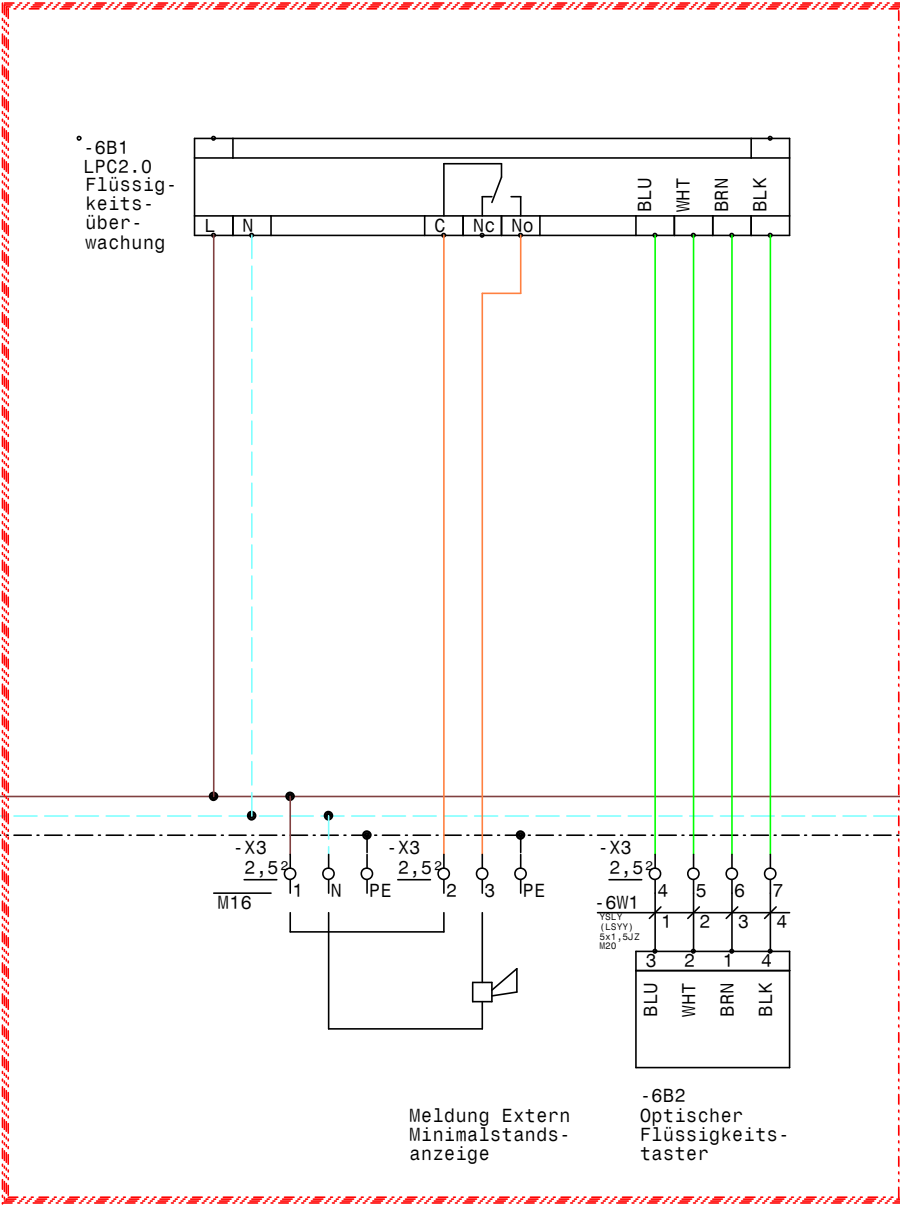 -6B1
LPC2.0
Flüssig-
keits-
über-
wachung
BLU WHT BRN BLK
L N C Nc No
-X3
2,5²
1 N PE
M16
-X3
2,5²
2 3 PE
-X3
2,5²
4 5 6 7
-6W1
YSLY
(LSYY)
5x1,5JZ
M20
1 2 3 4
3 2 1 4
BLU WHT BRN BLK
Meldung Extern
Minimalstands-
anzeige
-6B2
Optischer
Flüssigkeits-
taster